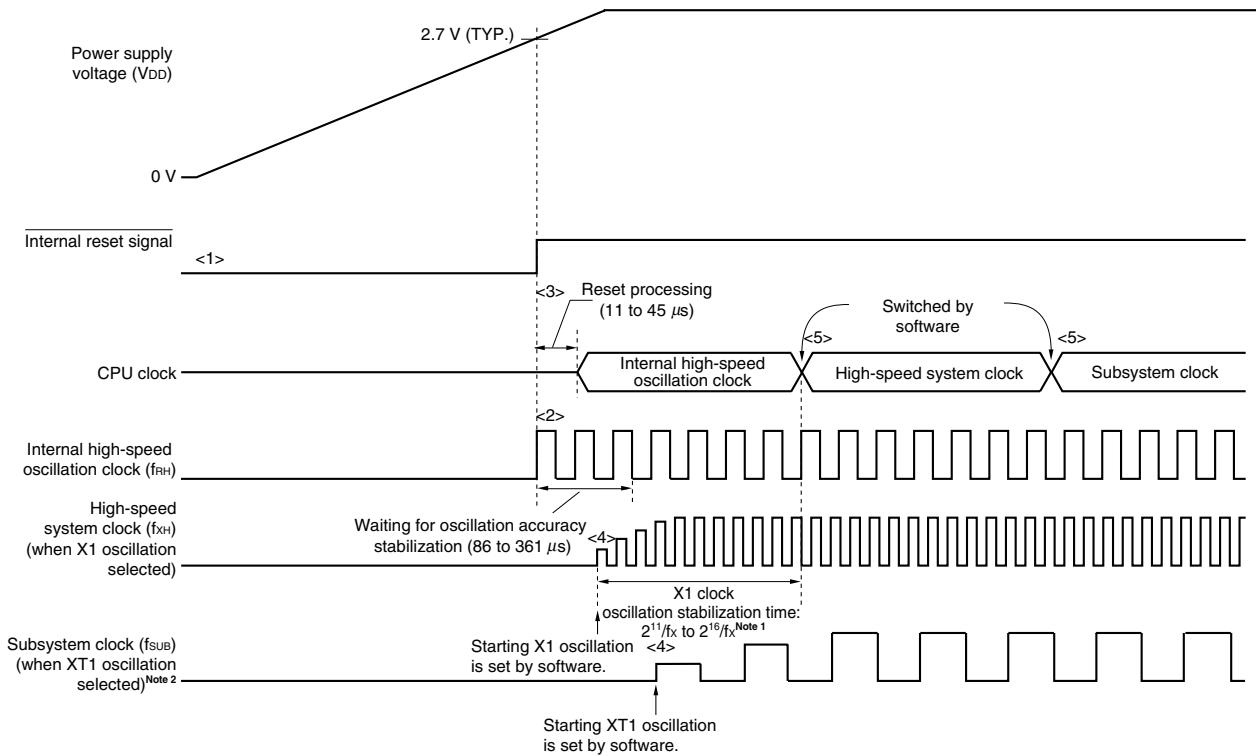 2.7 V (TYP.)
Power supply
voltage (VDD)
0 V
Internal reset signal
<1>
<3>
Reset processing
(11 to 45 μs)
Switched by
software
<5>
<5>
CPU clock
Internal high-speed
oscillation clock
High-speed system clock
Subsystem clock
<2>
Internal high-speed
oscillation clock (fRH)
High-speed
system clock (fXH)
(when X1 oscillation
selected)
Waiting for oscillation accuracy
stabilization (86 to 361 μs)
<4>
X1 clock
oscillation stabilization time:
2^11/fX to 2^16/fX Note 1
Starting X1 oscillation
is set by software.
<4>
Subsystem clock (fSUB)
(when XT1 oscillation
selected) Note 2
Starting XT1 oscillation
is set by software.